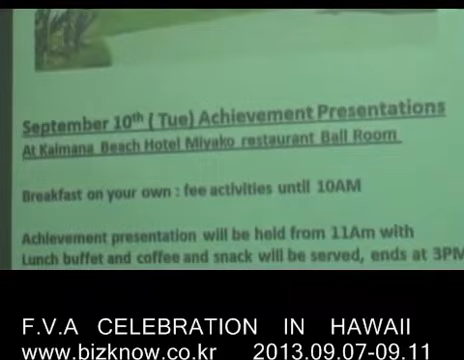 September 10th ( Tue) Achievement Presentations
At Kaimana Beach Hotel Miyako restaurant Ball Room
Breakfast on your own : fee activities until 10AM
Achievement presentation will be held from 11Am with
Lunch buffet and coffee and snack will be served, ends at 3PM
F.V.A CELEBRATION IN HAWAII
www.bizknow.co.kr 2013.09.07-09.11